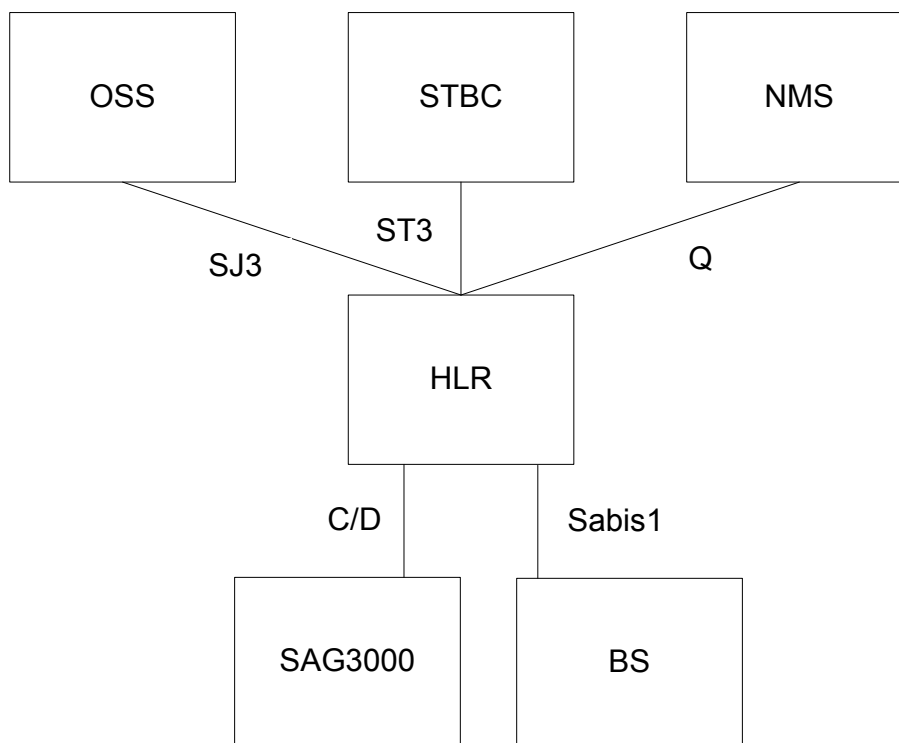 OSS
STBC
NMS
SJ3
ST3
Q
HLR
C/D
Sabis1
SAG3000
BS